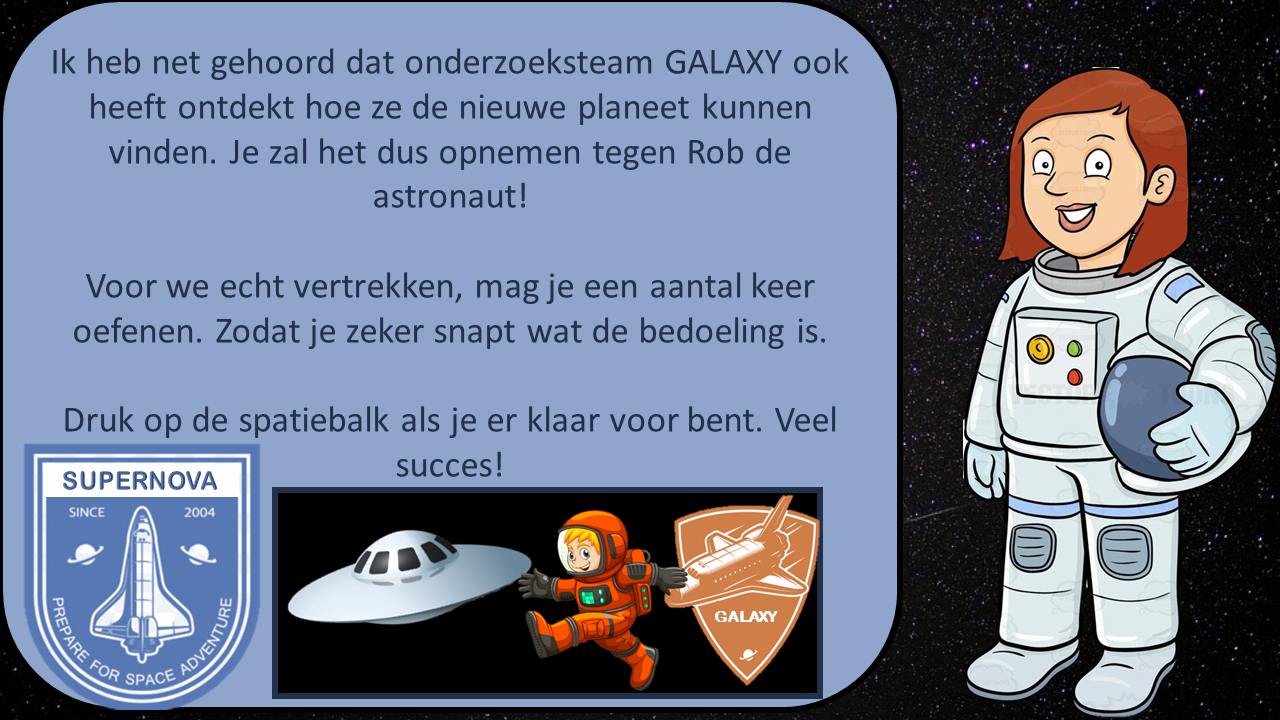 Ik heb net gehoord dat onderzoeksteam GALAXY ook
heeft ontdekt hoe ze de nieuwe planeet kunnen
vinden. Je zal het dus opnemen tegen Rob de
astronaut!
Voor we echt vertrekken, mag je een aantal keer
oefenen. Zodat je zeker snapt wat de bedoeling is.
Druk op de spatiebalk als je er klaar voor bent. Veel
succes!
SUPERNOVA
SINCE 2004
PREPARE FOR SPACE ADVENTURE
GALAXY